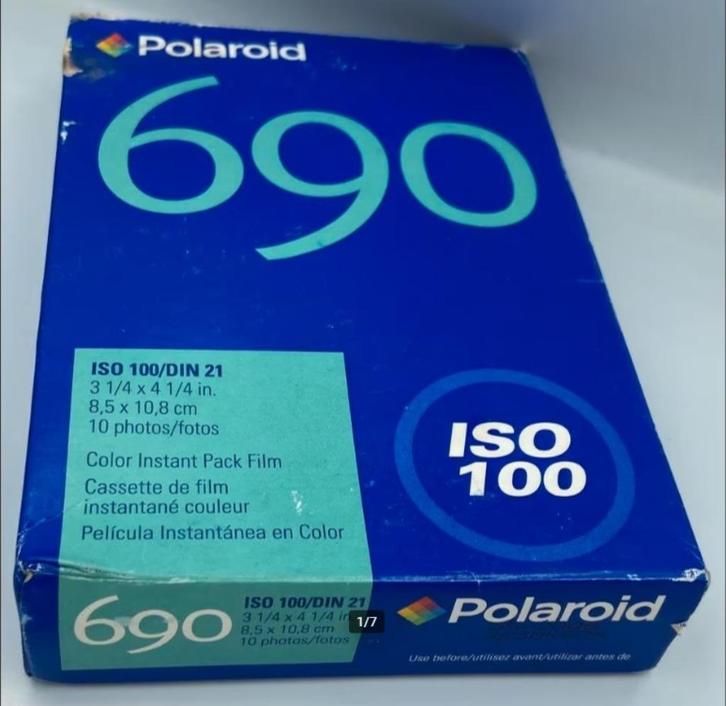 Polaroid
690
ISO 100/DIN 21
3 1/4 x 4 1/4 in.
8,5 x 10,8 cm
10 photos/fotos
Color Instant Pack Film
Cassette de film
instantané couleur
Película Instantánea en Color
ISO
100
690
ISO 100/DIN 21
3 1/4 x 4 1/4 in
8,5 x 10,8 cm
10 photos/fotos
1/7
Polaroid
Use before/utilisez avant/utilizar antes de